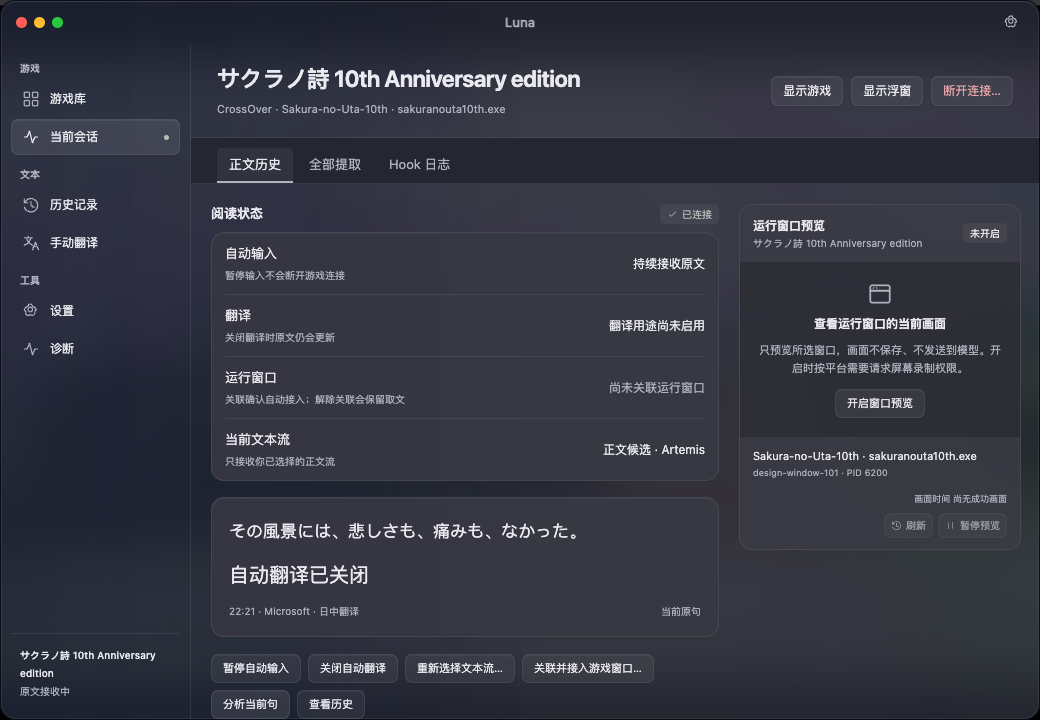 Luna
游戏
游戏库
当前会话
文本
历史记录
手动翻译
工具
设置
诊断
サクラノ詩 10th Anniversary edition
原文接收中
サクラノ詩 10th Anniversary edition
CrossOver · Sakura-no-Uta-10th · sakuranouta10th.exe
显示游戏
显示浮窗
断开连接…
正文历史
全部提取
Hook 日志
阅读状态
已连接
自动输入
暂停输入不会断开游戏连接
持续接收原文
翻译
关闭翻译时原文仍会更新
翻译用途尚未启用
运行窗口
关联确认自动接入；解除关联会保留取文
尚未关联运行窗口
当前文本流
只接收你已选择的正文流
正文候选 · Artemis
その風景には、悲しさも、痛みも、なかった。
自动翻译已关闭
22:21 · Microsoft · 日中翻译
当前原句
暂停自动输入
关闭自动翻译
重新选择文本流…
关联并接入游戏窗口…
分析当前句
查看历史
运行窗口预览
サクラノ詩 10th Anniversary edition
未开启
查看运行窗口的当前画面
只预览所选窗口，画面不保存、不发送到模型。开
启时按平台需要请求屏幕录制权限。
开启窗口预览
Sakura-no-Uta-10th · sakuranouta10th.exe
design-window-101 · PID 6200
画面时间 尚无成功画面
刷新
暂停预览